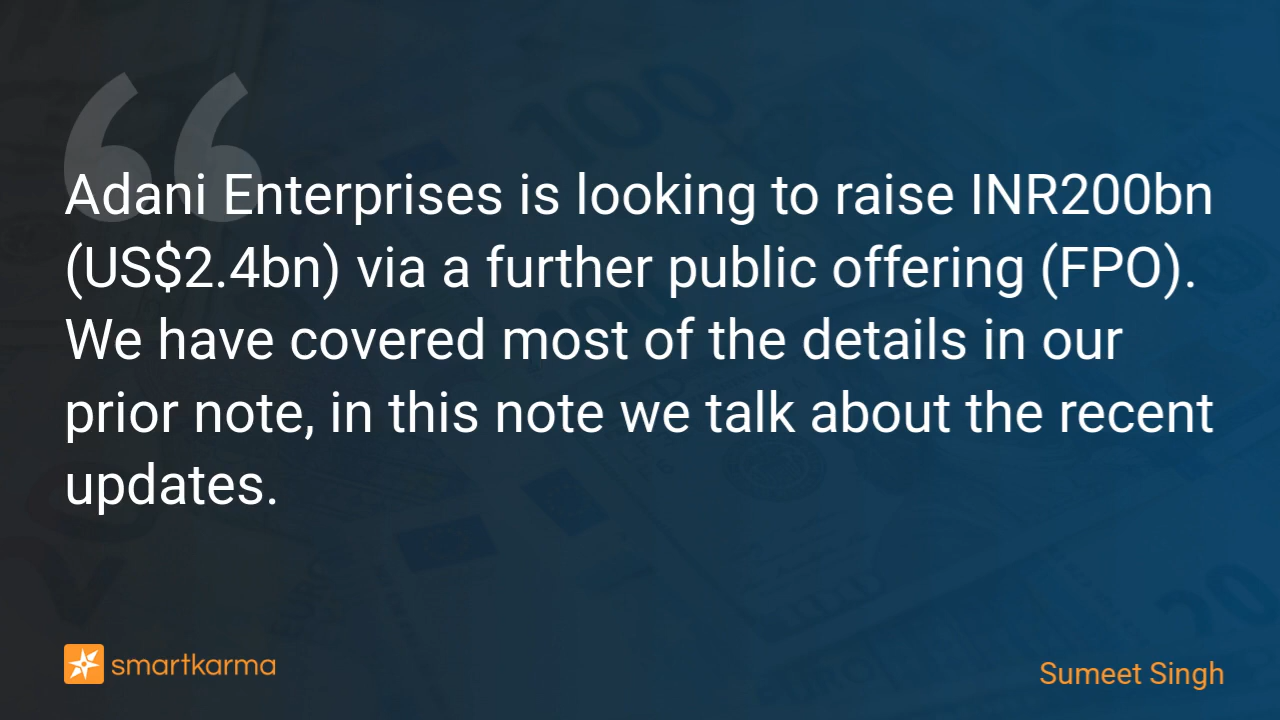 Adani Enterprises is looking to raise INR200bn
(US$2.4bn) via a further public offering (FPO).
We have covered most of the details in our
prior note, in this note we talk about the recent
updates.
smartkarma
Sumeet Singh